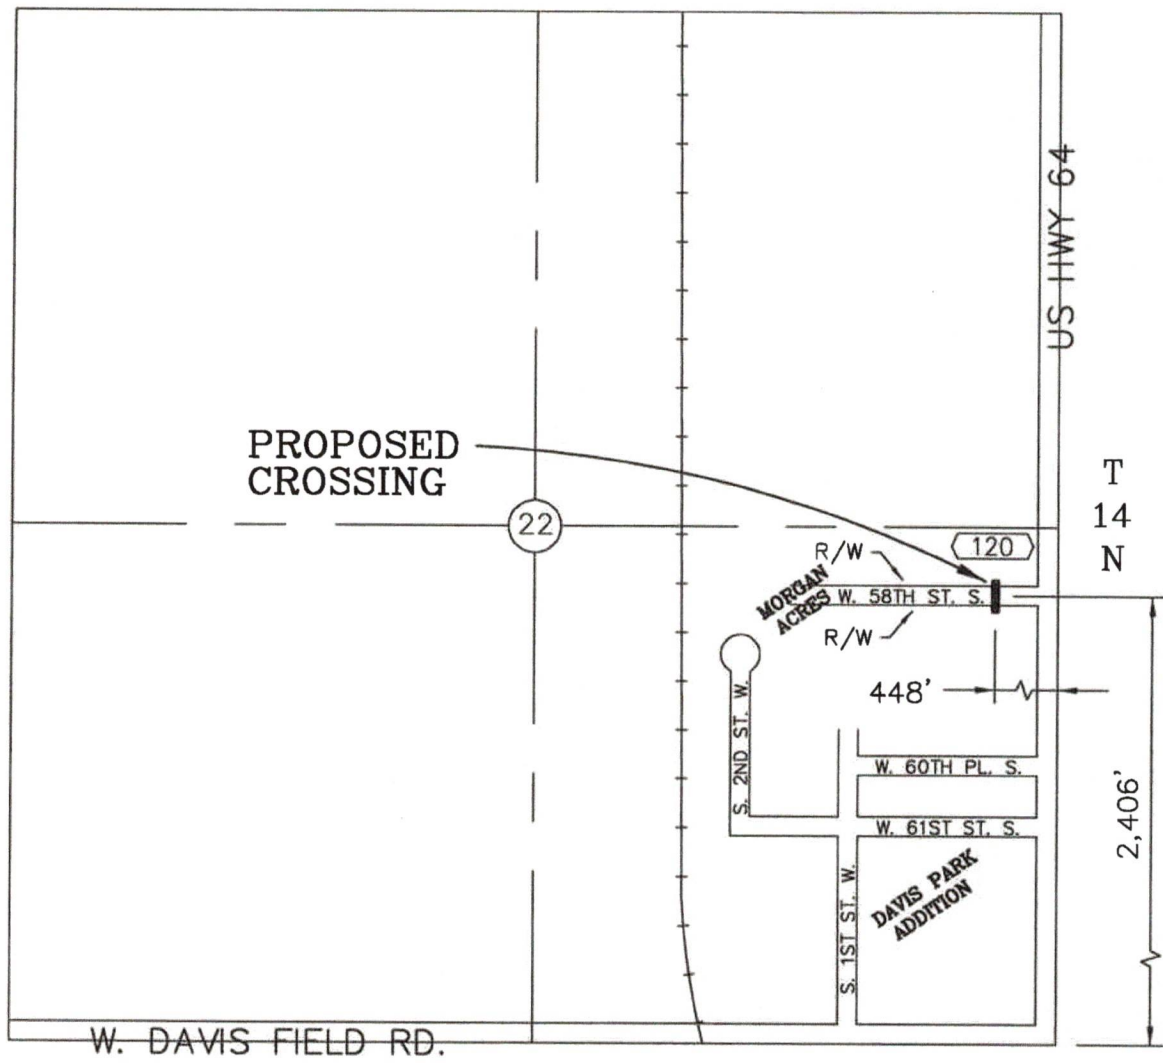 US HWY 64
PROPOSED
CROSSING
T
14
N
22
120
R/W
MORGAN
ACRES
W. 58TH ST. S.
R/W
448'
S. 2ND ST. W.
W. 60TH PL. S.
2,406'
W. 61ST ST. S.
DAVIS PARK
ADDITION
S. 1ST ST. W.
W. DAVIS FIELD RD.